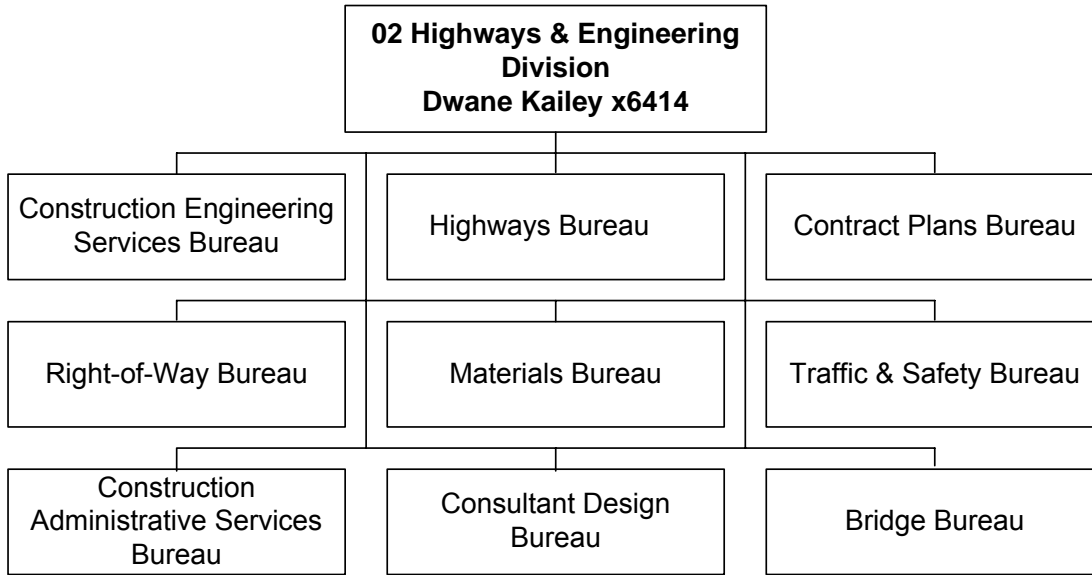 02 Highways & Engineering
Division
Dwane Kailey x6414
Construction Engineering
Services Bureau
Highways Bureau
Contract Plans Bureau
Right-of-Way Bureau
Materials Bureau
Traffic & Safety Bureau
Construction
Administrative Services
Bureau
Consultant Design
Bureau
Bridge Bureau